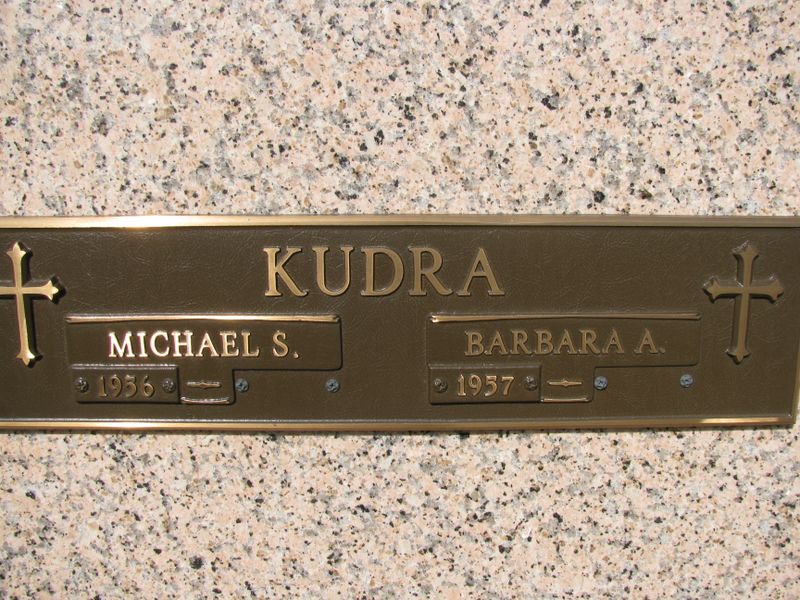 KUDRA
MICHAEL S. BARBARA A.
1956 1957